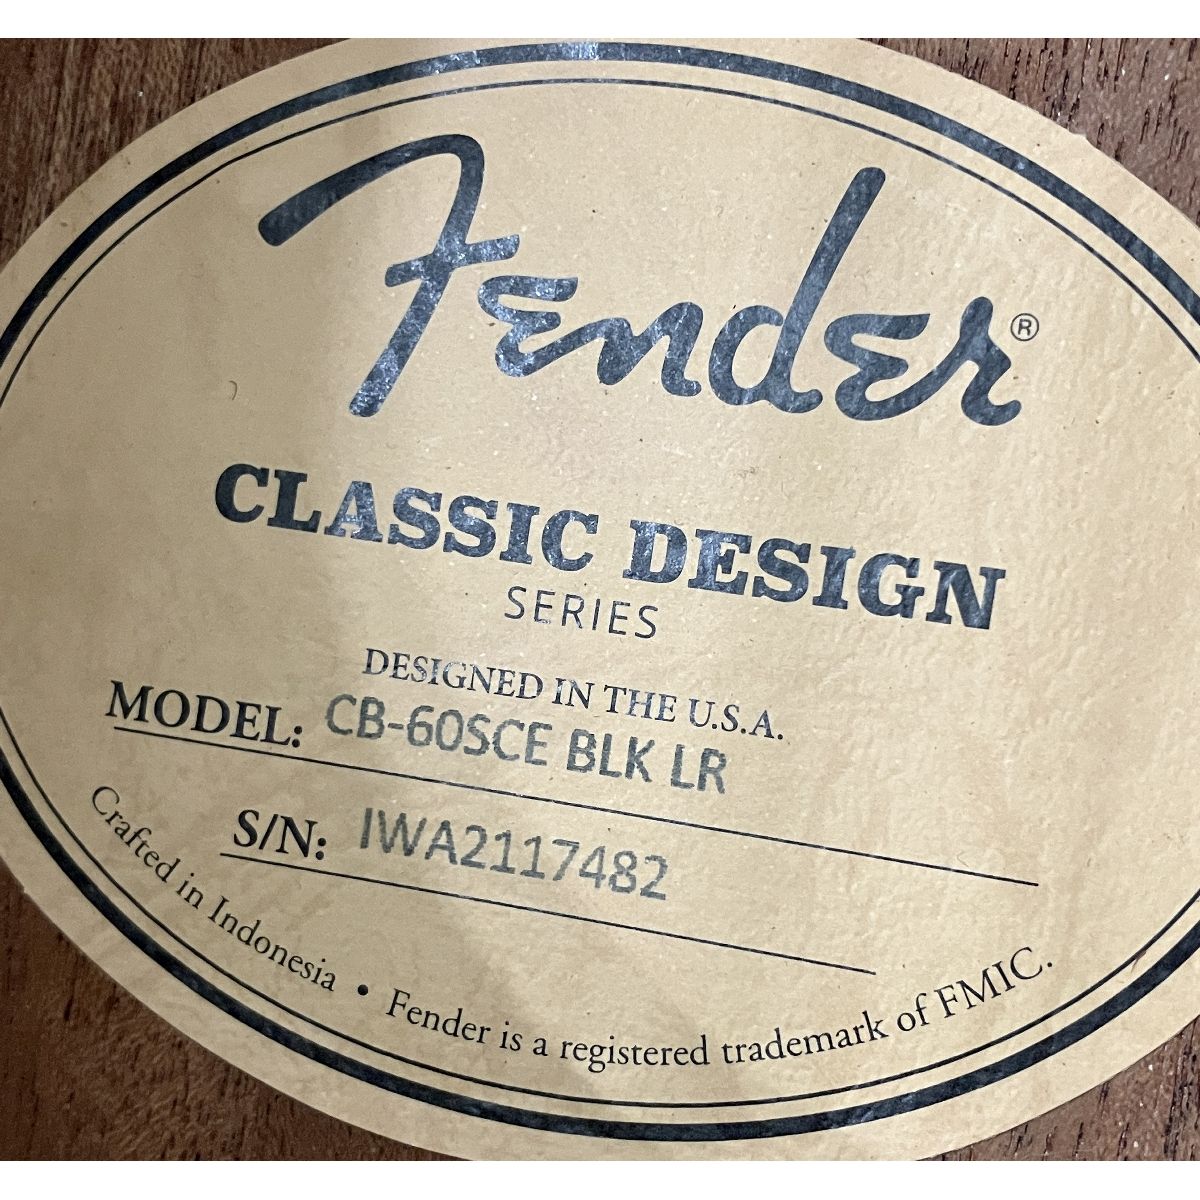 Fender®
CLASSIC DESIGN
SERIES
DESIGNED IN THE U.S.A.
MODEL: CB-60SCE BLK LR
S/N: IWA2117482
Crafted in Indonesia • Fender is a registered trademark of FMIC.